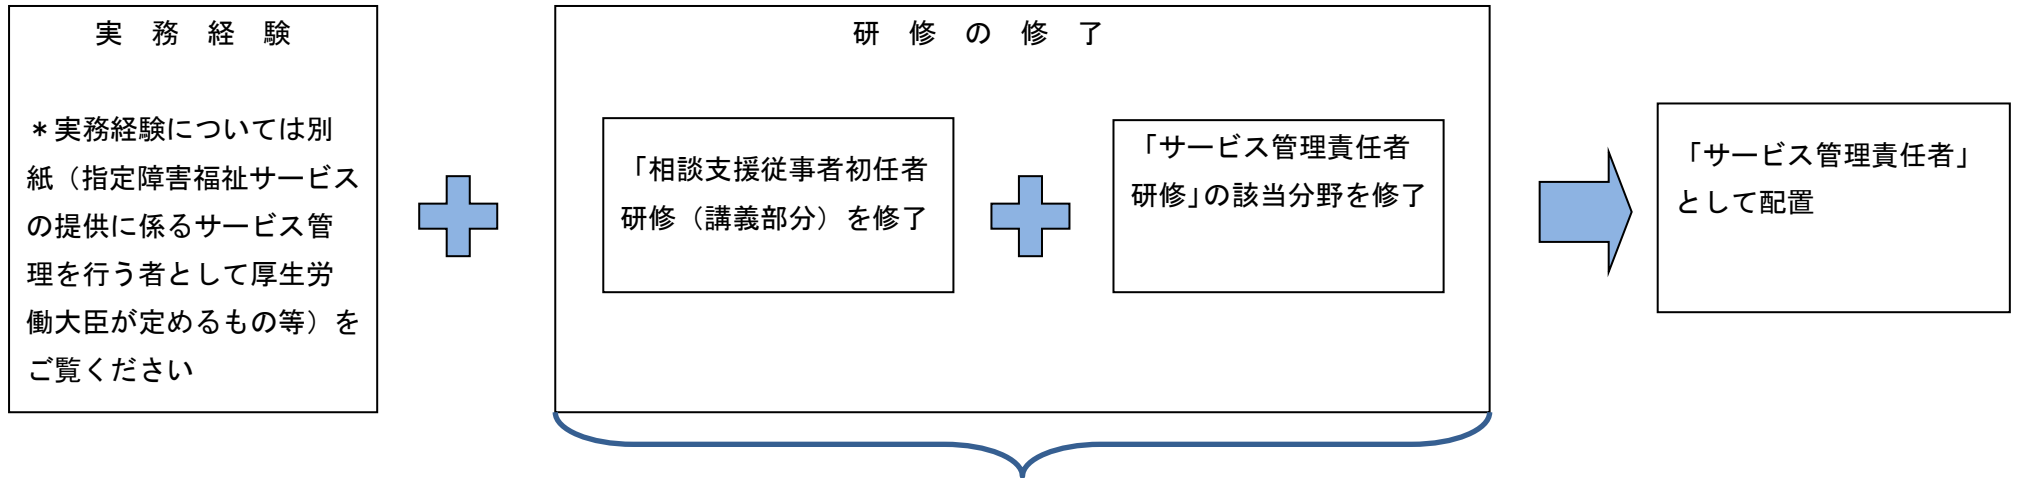 実　務　経　験
＊実務経験については別
紙（指定障害福祉サービス
の提供に係るサービス管
理を行う者として厚生労
働大臣が定めるもの等）を
ご覧ください
研　修　の　修　了
「相談支援従事者初任者
研修（講義部分）を修了
「サービス管理責任者
研修」の該当分野を修了
「サービス管理責任者」
として配置